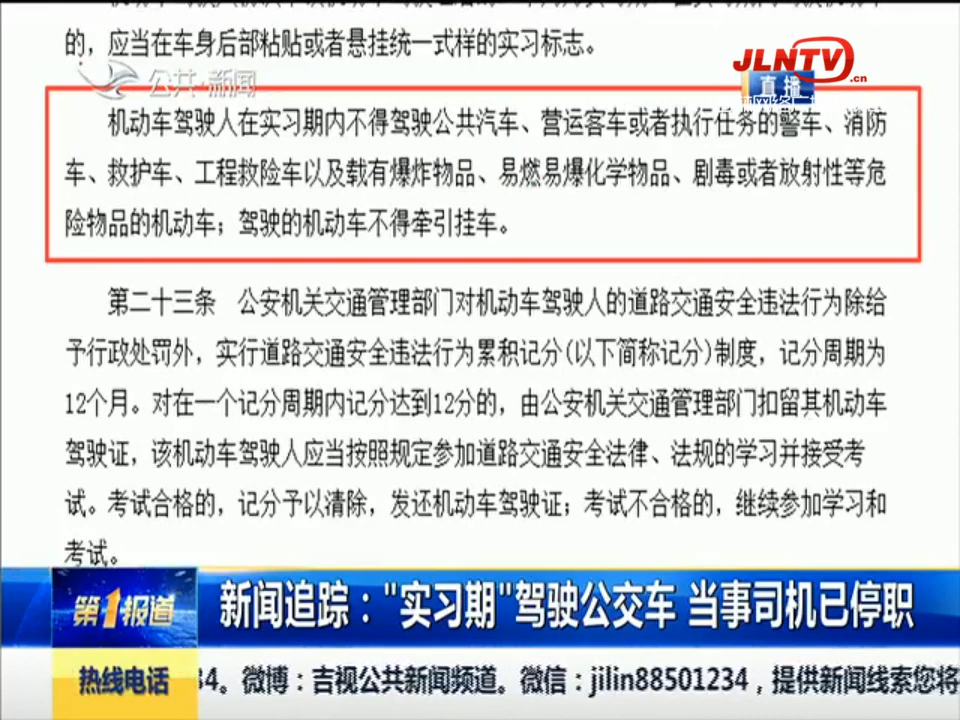 的，应当在车身后部粘贴或者悬挂统一式样的实习标志。
JLNTV.cn
公共·新闻
直播
机动车驾驶人在实习期内不得驾驶公共汽车、营运客车或者执行任务的警车、消防
车、救护车、工程救险车以及载有爆炸物品、易燃易爆化学物品、剧毒或者放射性等危
险物品的机动车；驾驶的机动车不得牵引挂车。
第二十三条 公安机关交通管理部门对机动车驾驶人的道路交通安全违法行为除给
予行政处罚外，实行道路交通安全违法行为累积记分(以下简称记分)制度，记分周期为
12个月。对在一个记分周期内记分达到12分的，由公安机关交通管理部门扣留其机动车
驾驶证，该机动车驾驶人应当按照规定参加道路交通安全法律、法规的学习并接受考
试。考试合格的，记分予以清除，发还机动车驾驶证；考试不合格的，继续参加学习和
考试。
第1报道
新闻追踪："实习期"驾驶公交车 当事司机已停职
热线电话
34。微博：吉视公共新闻频道。微信：jilin88501234，提供新闻线索您将